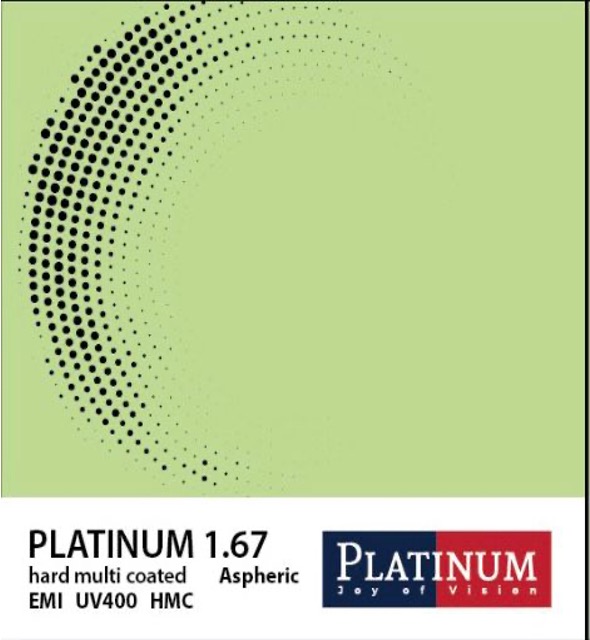 PLATINUM 1.67
hard multi coated Aspheric
EMI UV400 HMC
PLATINUM
Joy of Vision